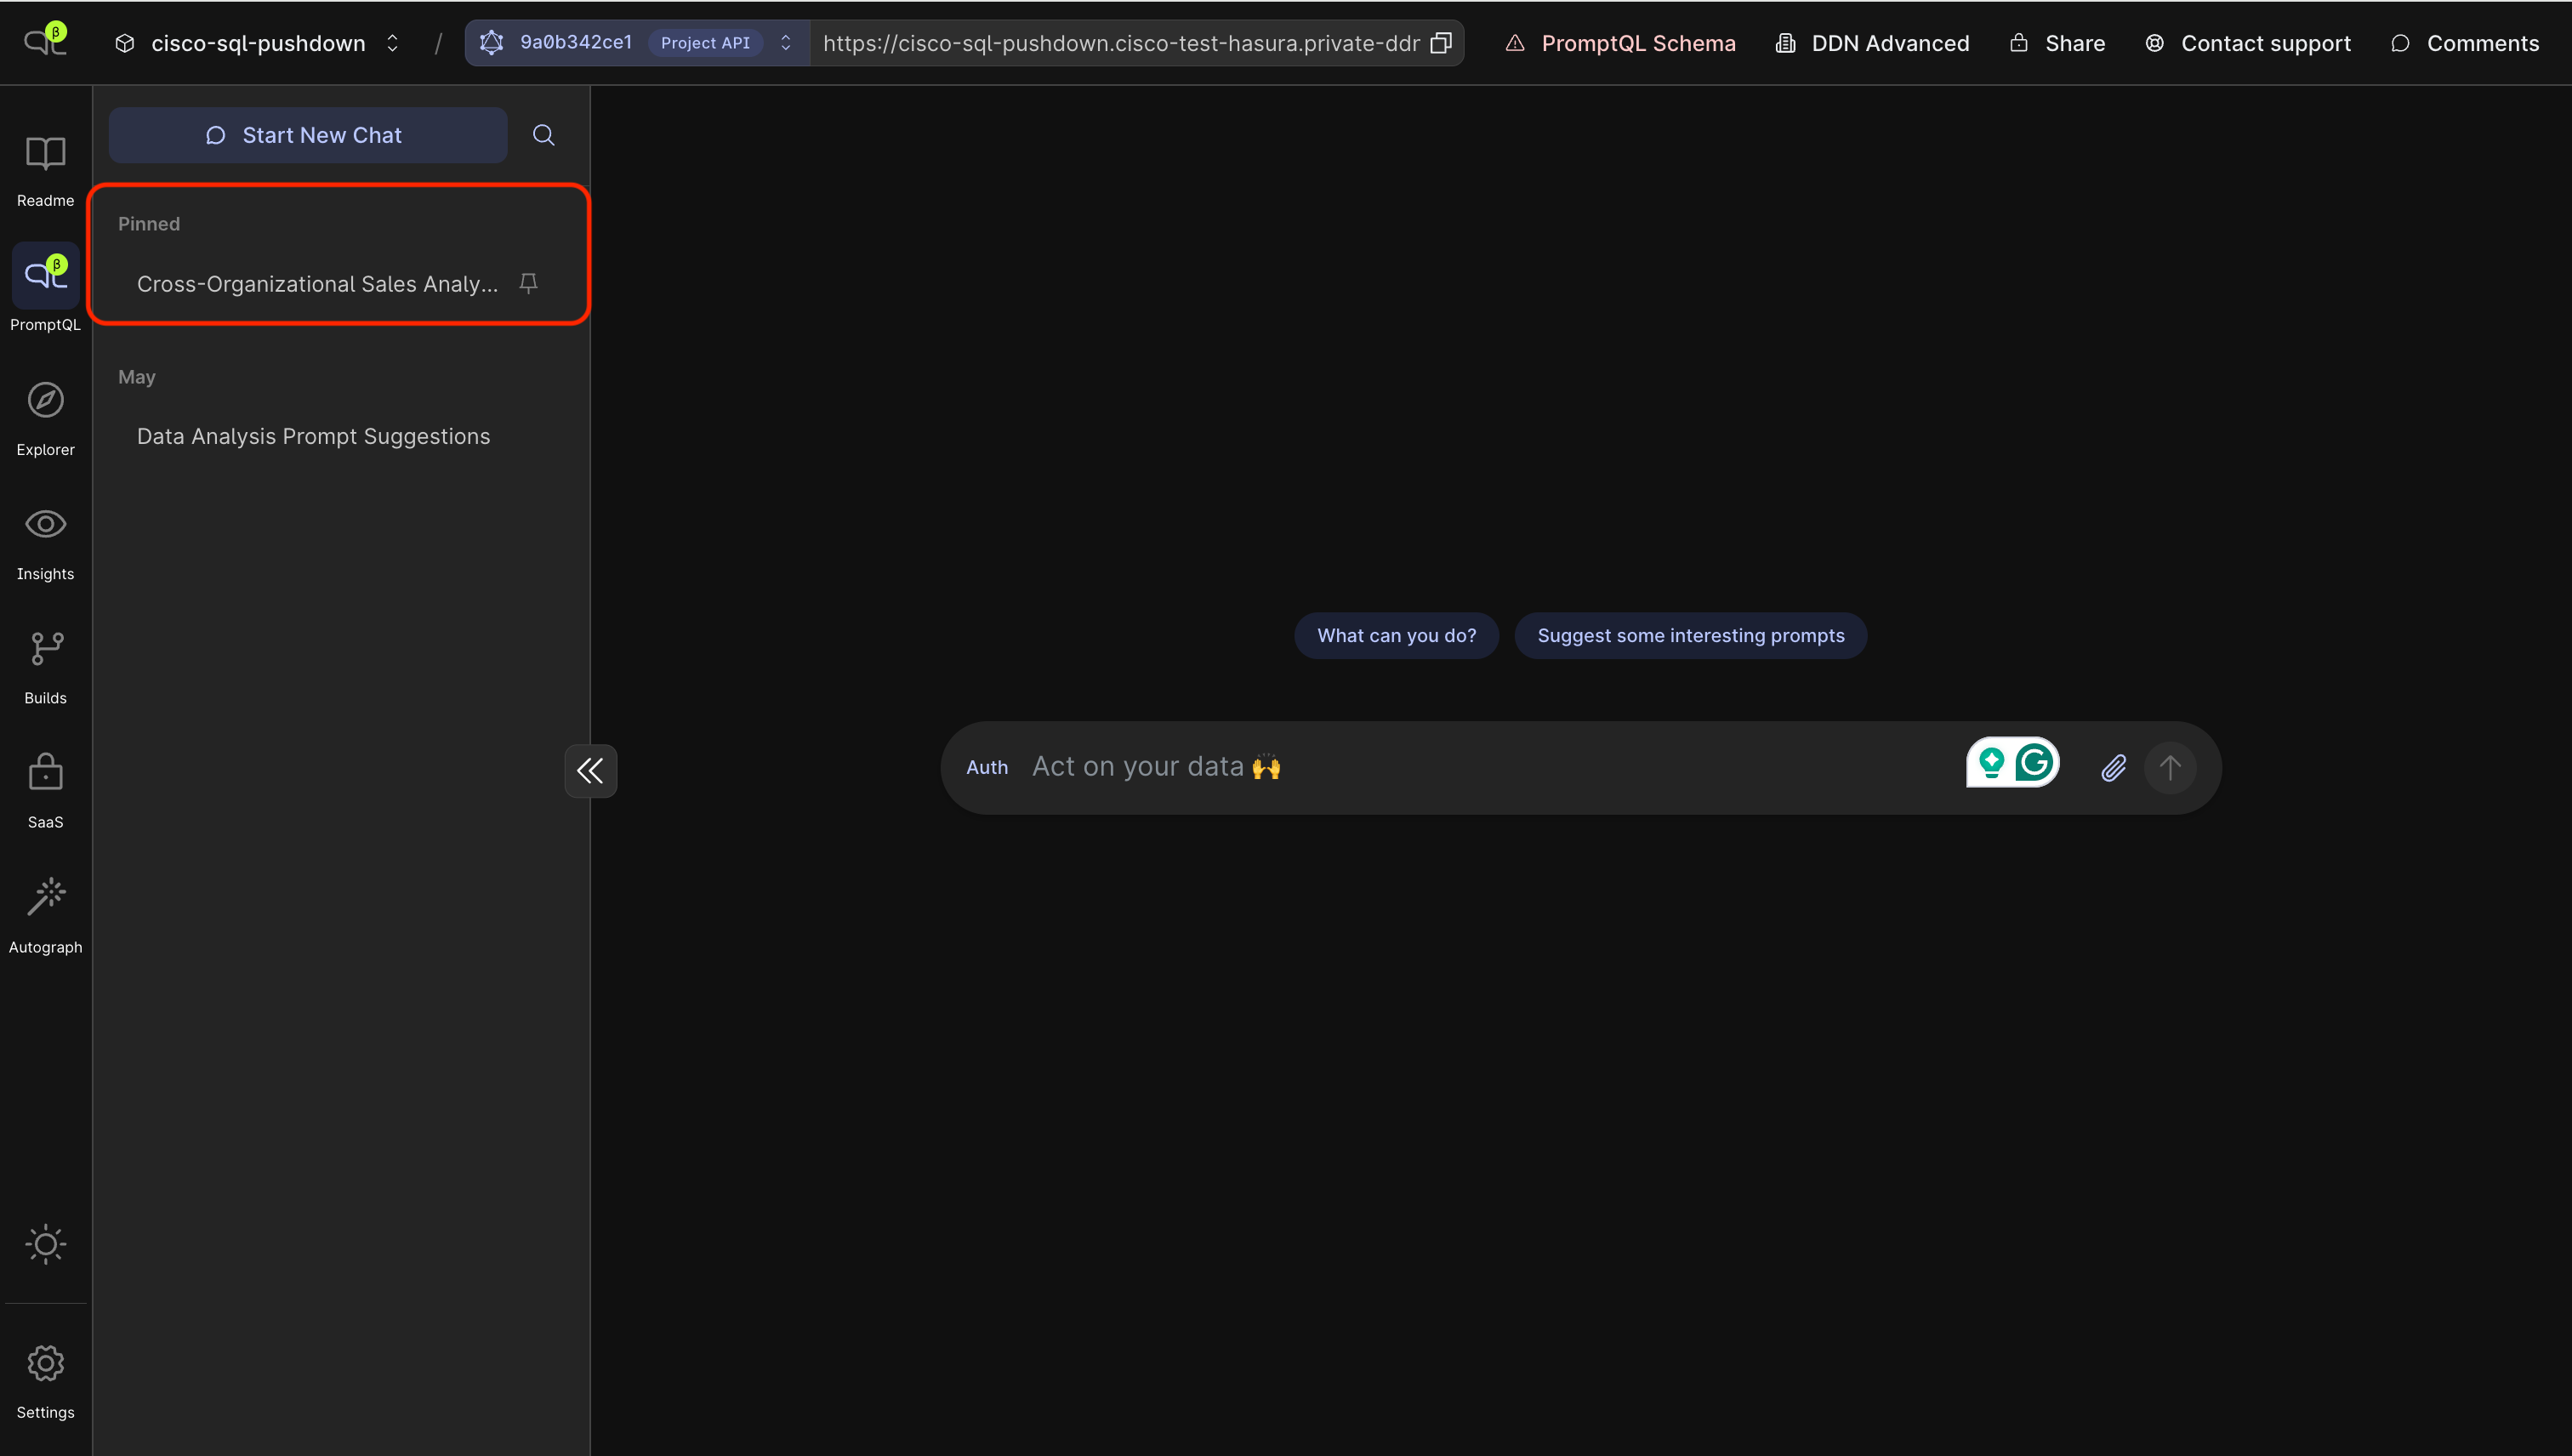 β
cisco-sql-pushdown / 9a0b342ce1 Project API https://cisco-sql-pushdown.cisco-test-hasura.private-ddn PromptQL Schema DDN Advanced Share Contact support Comments
Readme
β
PromptQL
Explorer
Insights
Builds
SaaS
Autograph
Settings
Start New Chat
Pinned
Cross-Organizational Sales Analy...
May
Data Analysis Prompt Suggestions
What can you do? Suggest some interesting prompts
Auth Act on your data 🙌